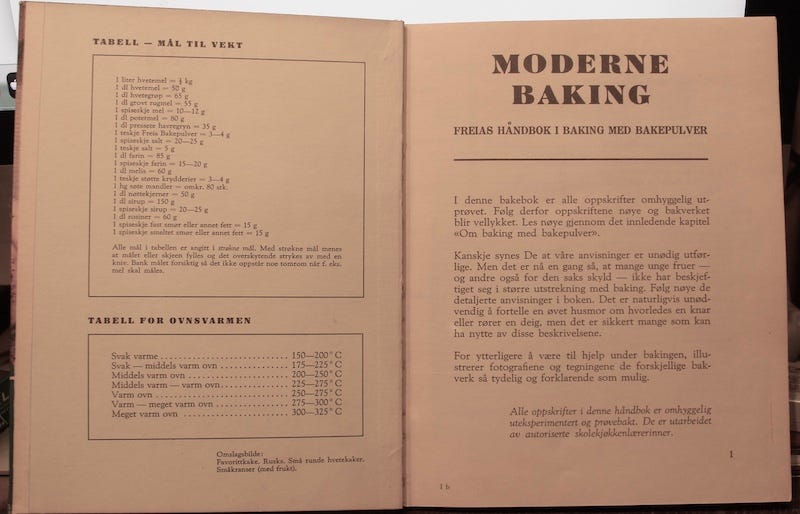 TABELL — MÅL TIL VEKT
1 liter hvetemel = ½ kg
1 dl hvetemel = 50 g
1 dl hvetegrøp = 65 g
1 dl grovt rugmel = 55 g
1 spiseskje mel = 10—12 g
1 dl potetmel = 80 g
1 dl pressete havregryn = 35 g
1 teskje Freia Bakepulver = 3—4 g
1 spiseskje salt = 20—25 g
1 teskje salt = 5 g
1 dl farin = 85 g
1 spiseskje farin = 15—20 g
1 dl melis = 60 g
1 teskje støtte krydderier = 3—4 g
1 hg søte mandler = omkr. 80 stk.
1 dl nøttekjerner = 50 g
1 dl sirup = 150 g
1 spiseskje sirup = 20—25 g
1 dl rosiner = 60 g
1 spiseskje fast smør eller annet fett = 15 g
1 spiseskje smeltet smør eller annet fett = 15 g
Alle mål i tabellen er angitt i strøkne mål. Med strøkne mål menes
at målet eller skjeen fylles og det overskytende strykes av med en
kniv. Bank målet forsiktig så det ikke oppstår noe tomrom når f. eks.
mel skal måles.
TABELL FOR OVNSVARMEN
Svak varme . . . . . . . . . . . . . . . . . . . . . . . . 150—200° C
Svak — middels varm ovn . . . . . . . . . . . . . . 175—225° C
Middels varm ovn . . . . . . . . . . . . . . . . . . . 200—250° C
Middels varm — varm ovn . . . . . . . . . . . . . . 225—275° C
Varm ovn . . . . . . . . . . . . . . . . . . . . . . . . . 250—275° C
Varm — meget varm ovn . . . . . . . . . . . . . . . 275—300° C
Meget varm ovn . . . . . . . . . . . . . . . . . . . . 300—325° C
Omslagsbilde:
Favorittkake. Rusks. Små runde hvetekaker.
Småkranser (med frukt).
MODERNE
BAKING
FREIAS HÅNDBOK I BAKING MED BAKEPULVER
I denne bakebok er alle oppskrifter omhyggelig ut-
prøvet. Følg derfor oppskriftene nøye og bakverket
blir vellykket. Les nøye gjennom det innledende kapitel
«Om baking med bakepulver».
Kanskje synes De at våre anvisninger er unødig utfør-
lige. Men det er nå en gang så, at mange unge fruer —
og andre også for den saks skyld — ikke har beskjef-
tiget seg i større utstrekning med baking. Følg nøye de
detaljerte anvisninger i boken. Det er naturligvis unød-
vendig å fortelle en øvet husmor om hvorledes en knar
eller rører en deig, men det er sikkert mange som kan
ha nytte av disse beskrivelsene.
For ytterligere å være til hjelp under bakingen, illu-
strerer fotografiene og tegningene de forskjellige bak-
verk så tydelig og forklarende som mulig.
Alle oppskrifter i denne håndbok er omhyggelig
uteksperimentert og prøvebakt. De er utarbeidet
av autoriserte skolekjøkkenlærerinner.
1
1 b